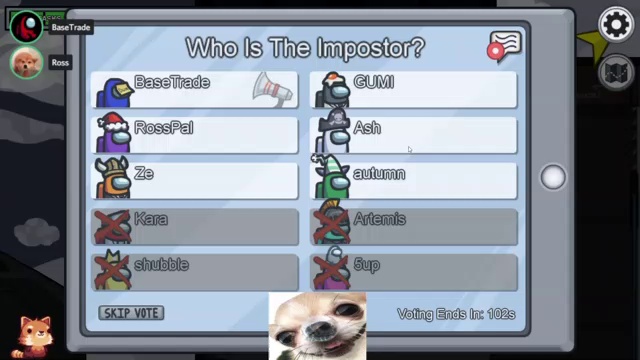 BaseTrade
Ross
Who Is The Impostor?
BaseTrade
GUMI
RossPal
Ash
Ze
autumn
Kara
Artemis
shubble
5up
SKIP VOTE
Voting Ends In: 102s